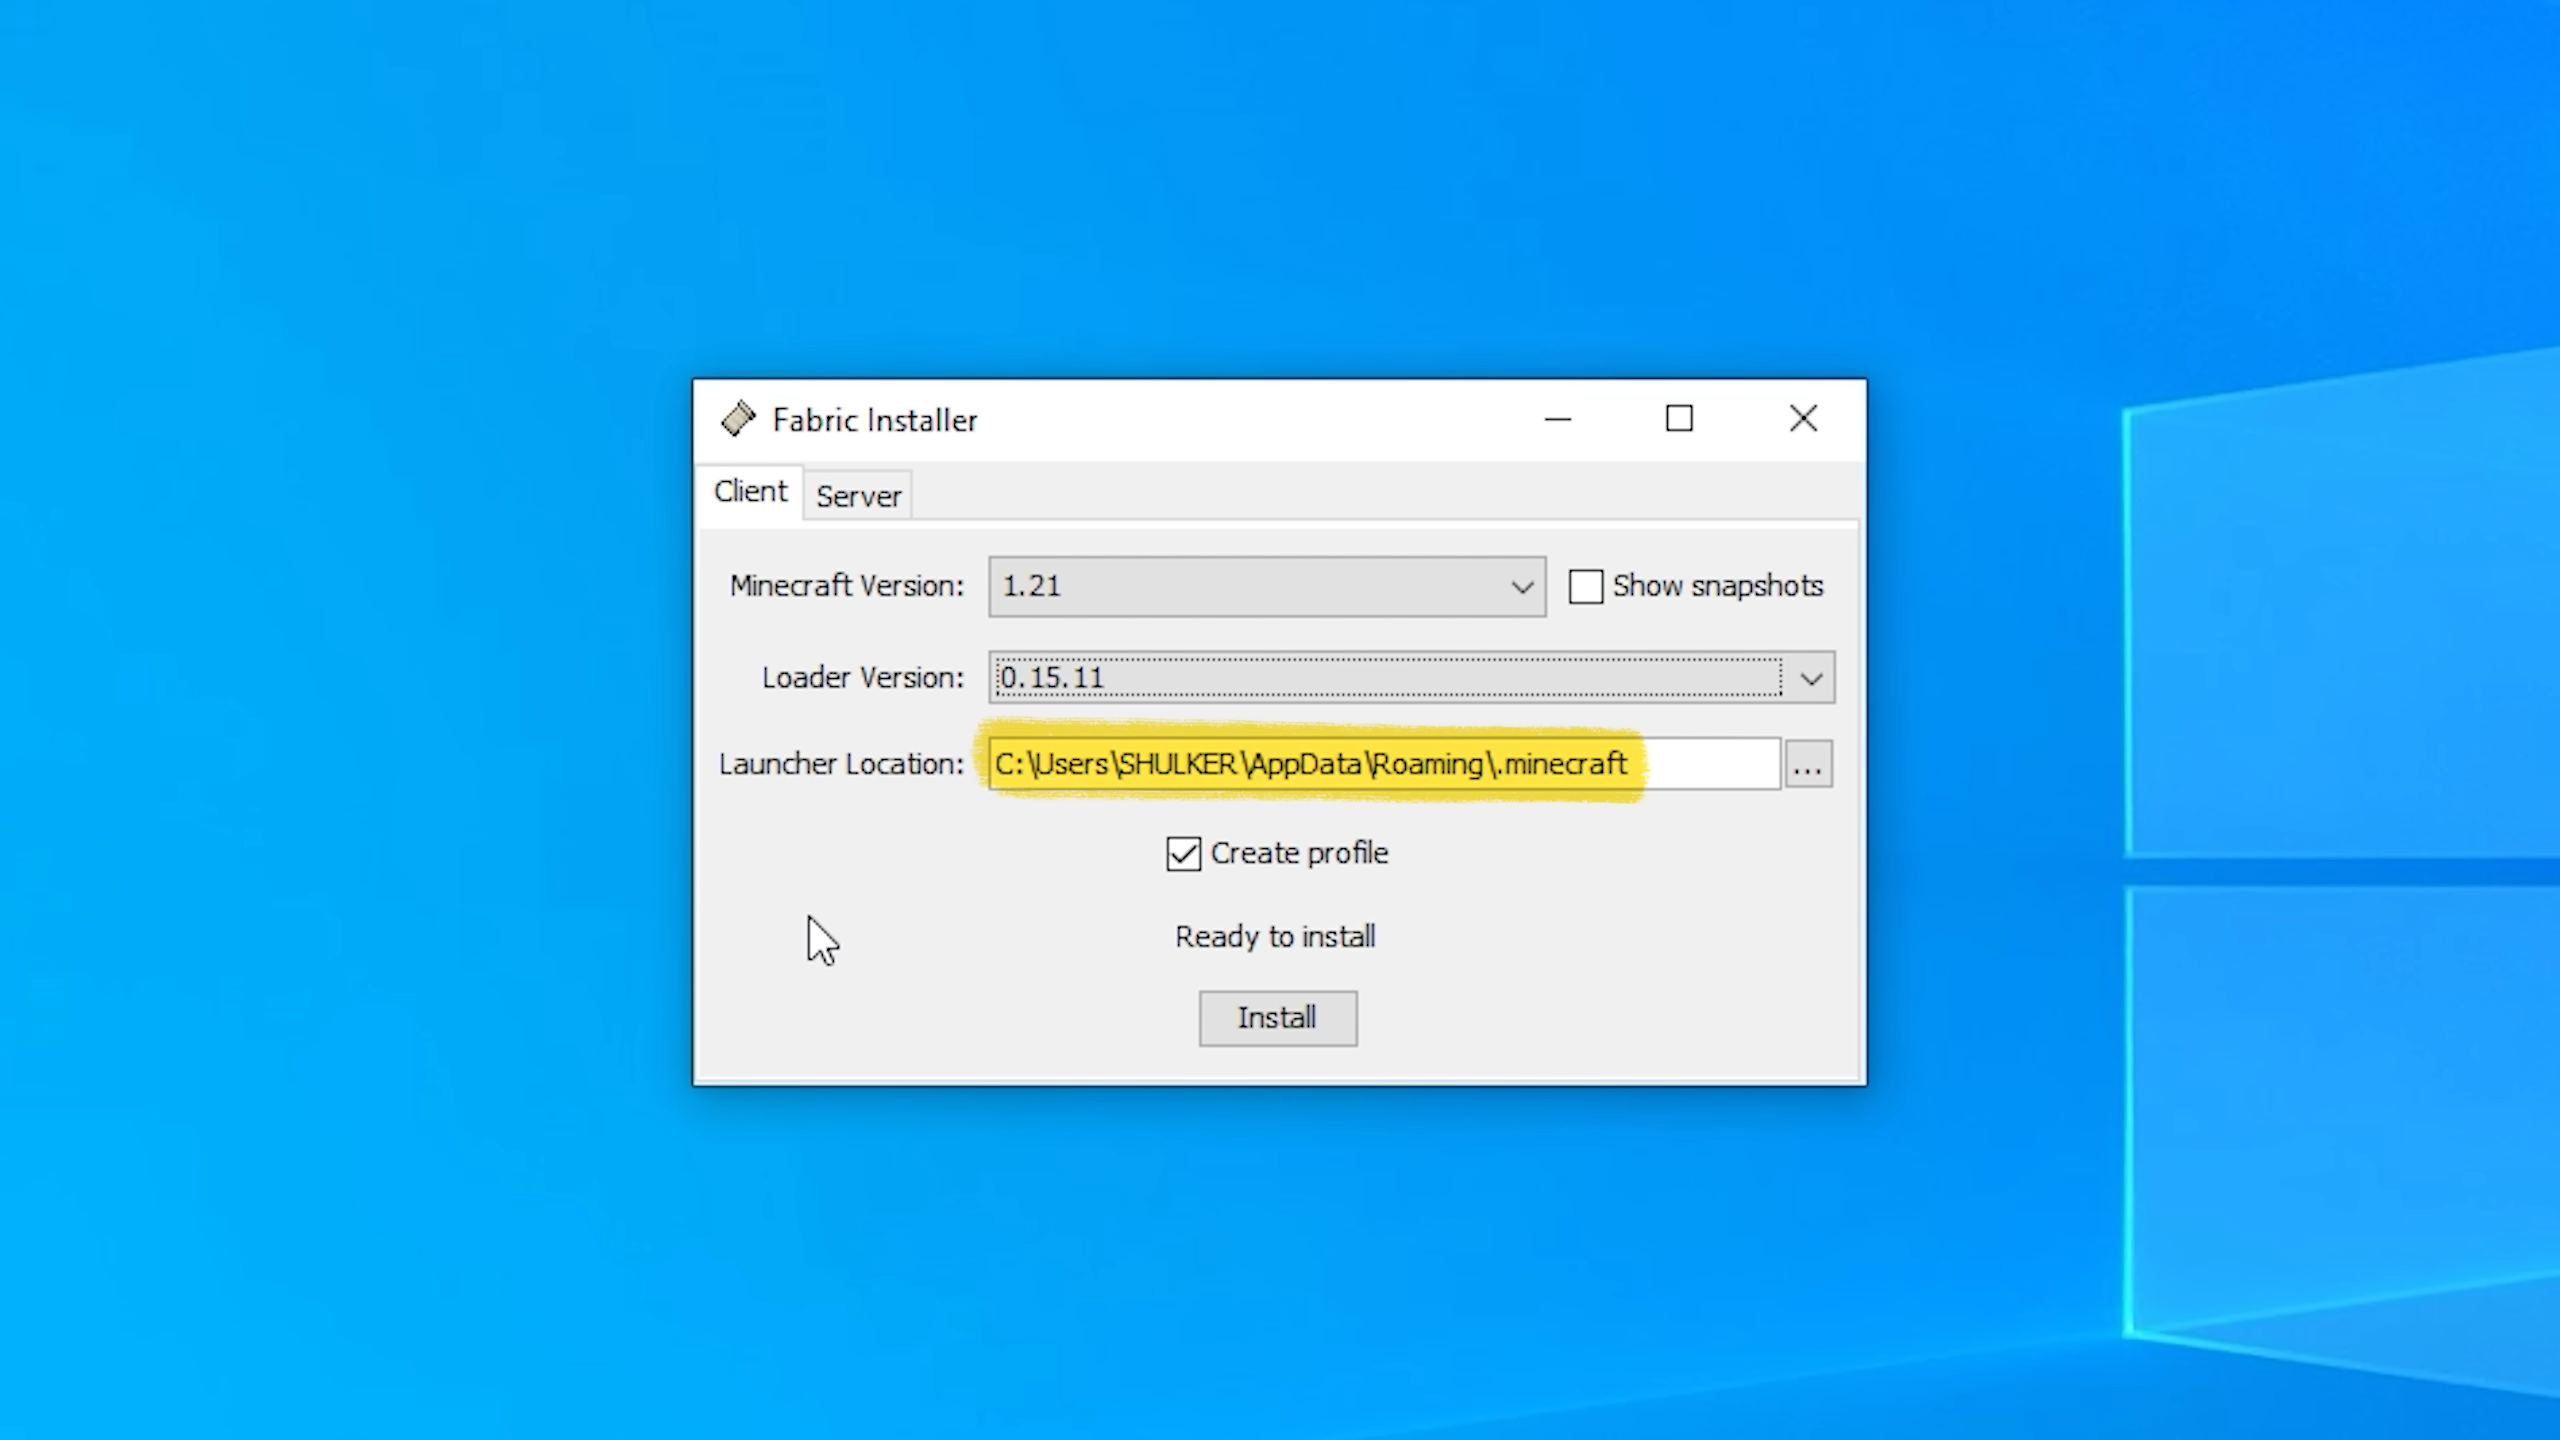 Fabric Installer
Client Server
Minecraft Version: 1.21 Show snapshots
Loader Version: 0.15.11
Launcher Location: C:\Users\SHULKER\AppData\Roaming\.minecraft ...
Create profile
Ready to install
Install